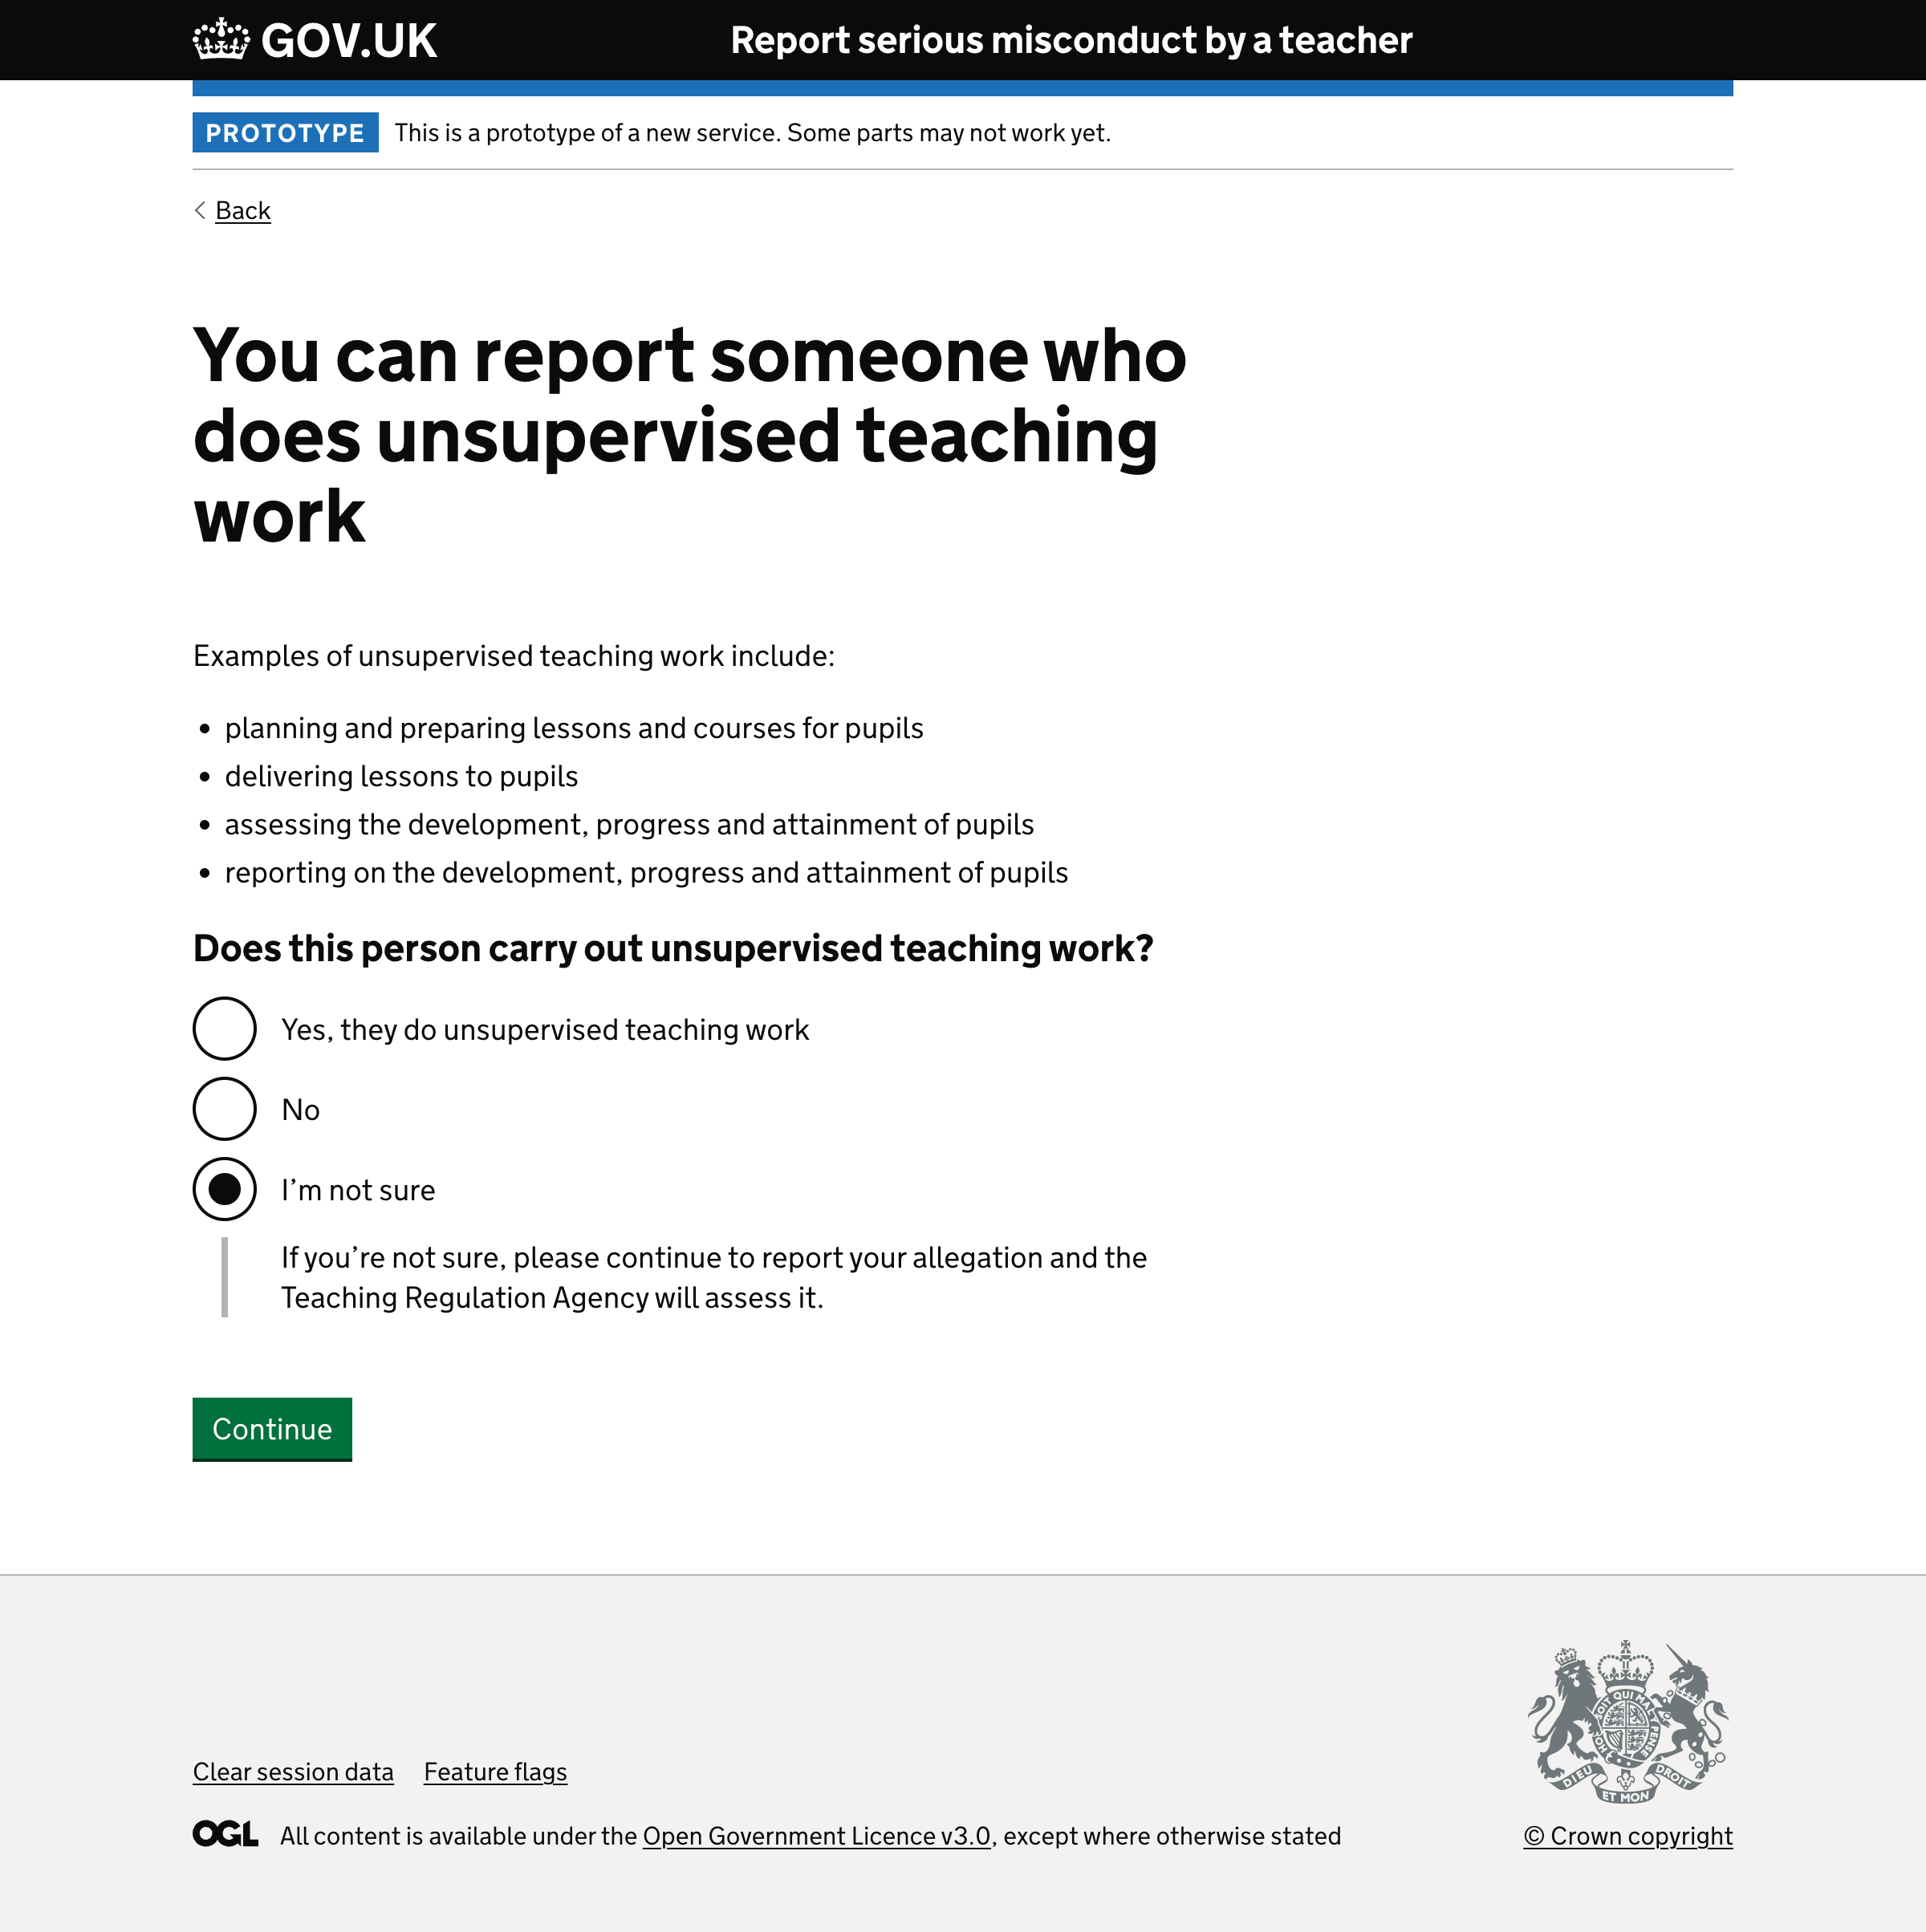 GOV.UK
Report serious misconduct by a teacher
PROTOTYPE
This is a prototype of a new service. Some parts may not work yet.
Back
You can report someone who
does unsupervised teaching
work
Examples of unsupervised teaching work include:
• planning and preparing lessons and courses for pupils
• delivering lessons to pupils
• assessing the development, progress and attainment of pupils
• reporting on the development, progress and attainment of pupils
Does this person carry out unsupervised teaching work?
Yes, they do unsupervised teaching work
No
I’m not sure
If you’re not sure, please continue to report your allegation and the
Teaching Regulation Agency will assess it.
Continue
SOIT QUI MAL
PENSE
HO
DIEU
ET MON
DROIT
Clear session data
Feature flags
OGL
All content is available under the Open Government Licence v3.0, except where otherwise stated
© Crown copyright